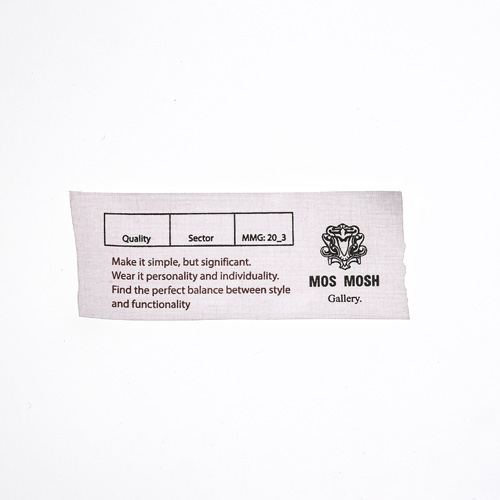 Quality Sector MMG: 20_3
Make it simple, but significant.
Wear it personality and individuality.
Find the perfect balance between style
and functionality
MOS MOSH
Gallery.